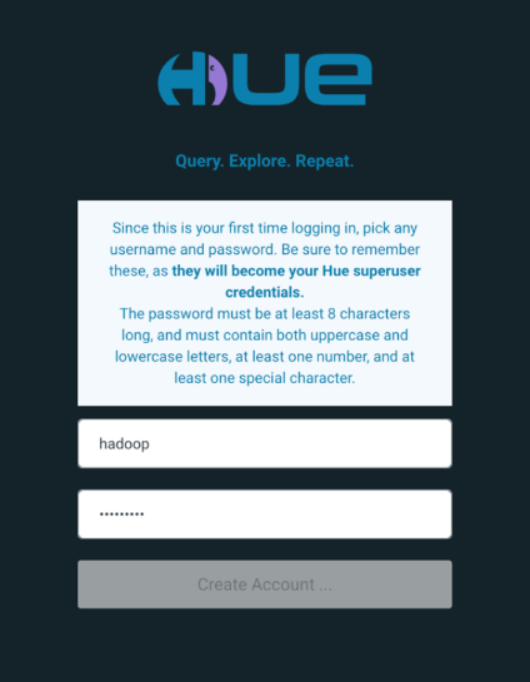 HUE
Query. Explore. Repeat.
Since this is your first time logging in, pick any
username and password. Be sure to remember
these, as they will become your Hue superuser
credentials.
The password must be at least 8 characters
long, and must contain both uppercase and
lowercase letters, at least one number, and at
least one special character.
hadoop
•••••••••
Create Account ...